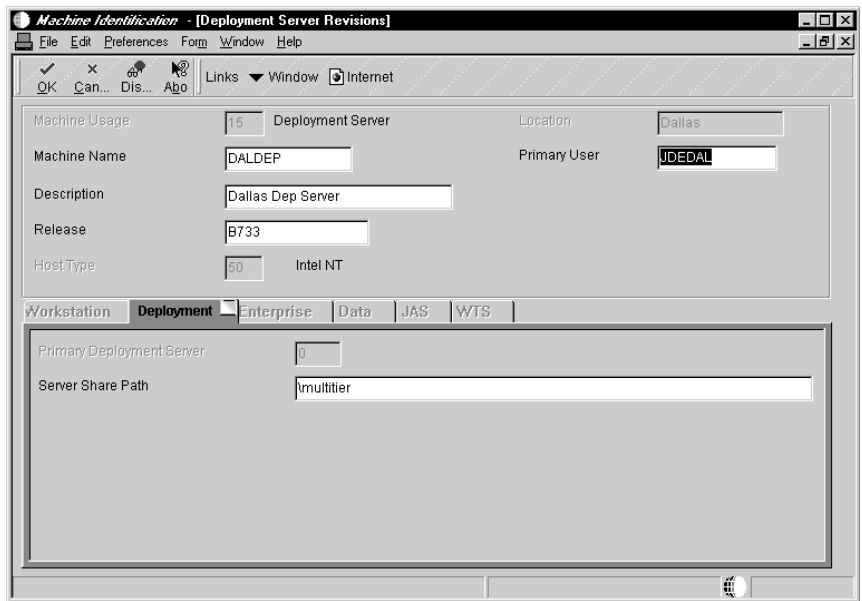 Machine Identification - [Deployment Server Revisions]
File Edit Preferences Form Window Help
OK Can... Dis... Abo Links Window Internet
Machine Usage 15 Deployment Server Location Dallas
Machine Name DALDEP Primary User JDEDAL
Description Dallas Dep Server
Release B733
Host Type 50 Intel NT
Workstation Deployment Enterprise Data JAS WTS
Primary Deployment Server 0
Server Share Path \multitier